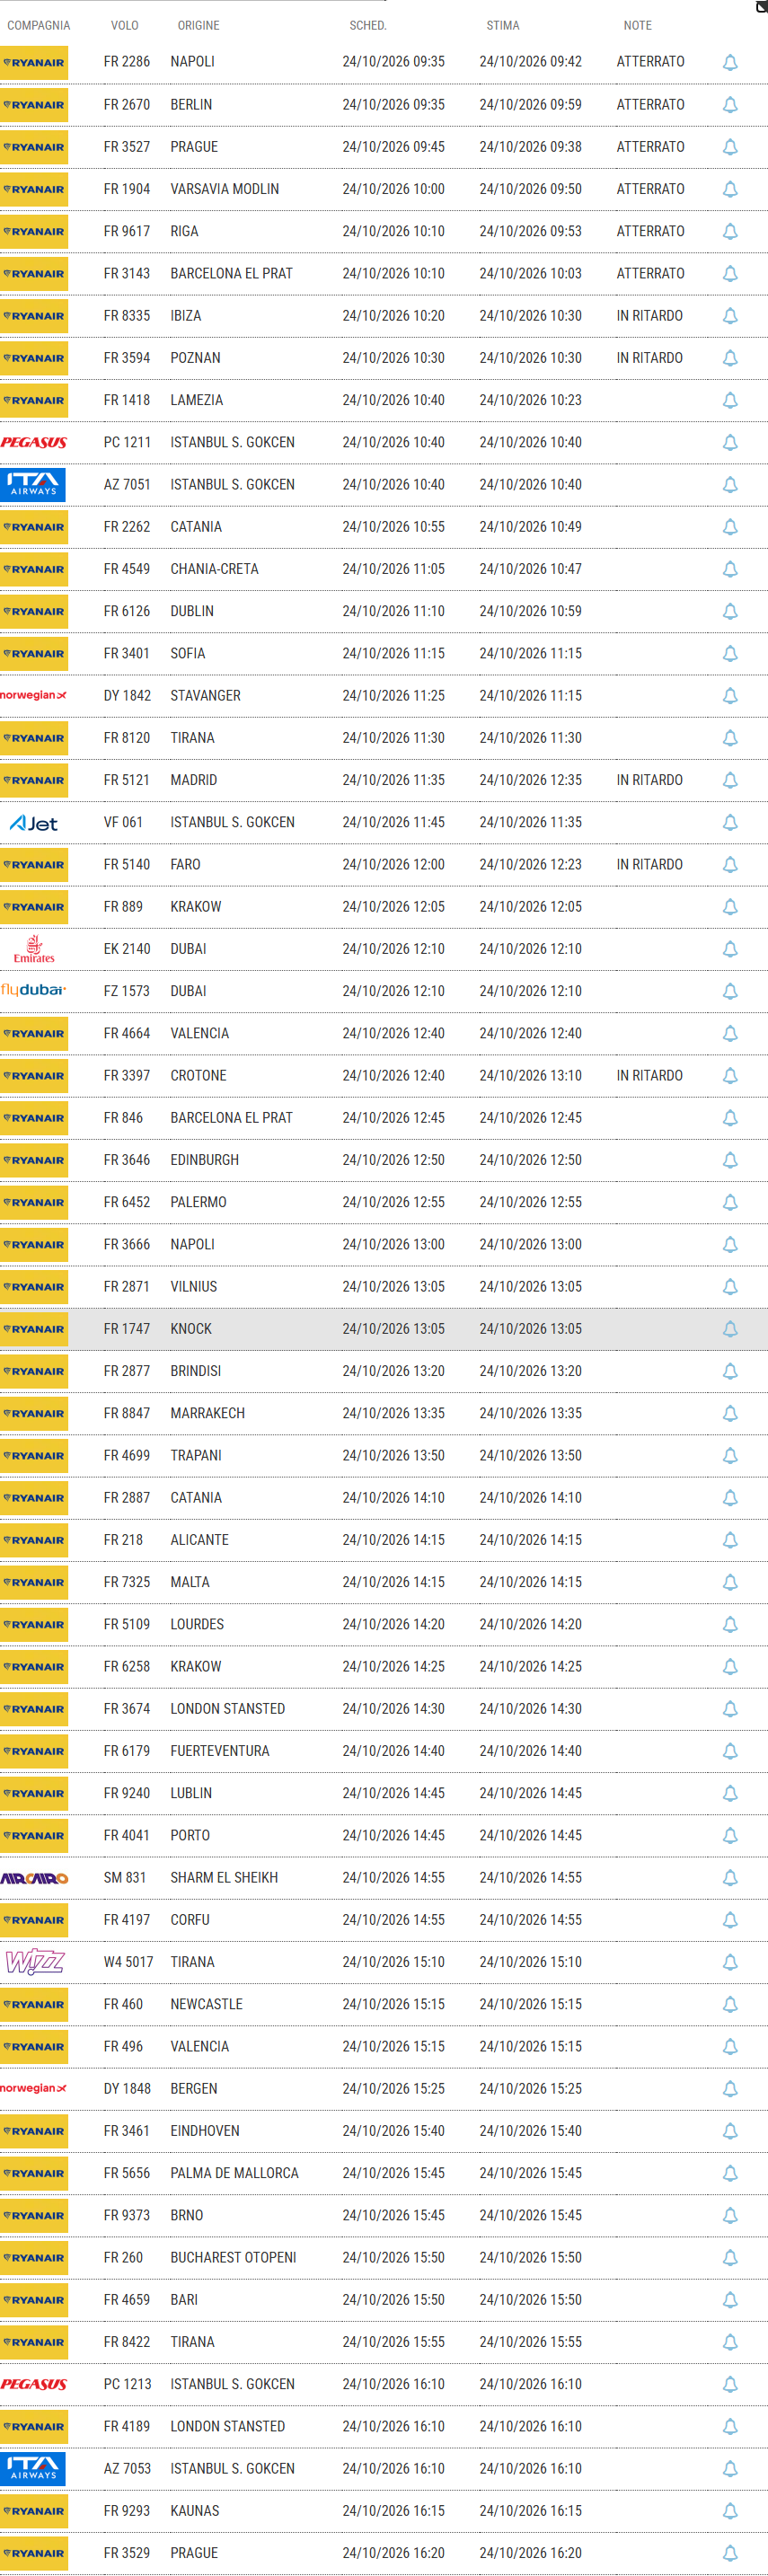 COMPAGNIA VOLO ORIGINE SCHED. STIMA NOTE
RYANAIR FR 2286 NAPOLI 24/10/2026 09:35 24/10/2026 09:42 ATTERRATO
RYANAIR FR 2670 BERLIN 24/10/2026 09:35 24/10/2026 09:59 ATTERRATO
RYANAIR FR 3527 PRAGUE 24/10/2026 09:45 24/10/2026 09:38 ATTERRATO
RYANAIR FR 1904 VARSAVIA MODLIN 24/10/2026 10:00 24/10/2026 09:50 ATTERRATO
RYANAIR FR 9617 RIGA 24/10/2026 10:10 24/10/2026 09:53 ATTERRATO
RYANAIR FR 3143 BARCELONA EL PRAT 24/10/2026 10:10 24/10/2026 10:03 ATTERRATO
RYANAIR FR 8335 IBIZA 24/10/2026 10:20 24/10/2026 10:30 IN RITARDO
RYANAIR FR 3594 POZNAN 24/10/2026 10:30 24/10/2026 10:30 IN RITARDO
RYANAIR FR 1418 LAMEZIA 24/10/2026 10:40 24/10/2026 10:23
PEGASUS PC 1211 ISTANBUL S. GOKCEN 24/10/2026 10:40 24/10/2026 10:40
ITA AIRWAYS AZ 7051 ISTANBUL S. GOKCEN 24/10/2026 10:40 24/10/2026 10:40
RYANAIR FR 2262 CATANIA 24/10/2026 10:55 24/10/2026 10:49
RYANAIR FR 4549 CHANIA-CRETA 24/10/2026 11:05 24/10/2026 10:47
RYANAIR FR 6126 DUBLIN 24/10/2026 11:10 24/10/2026 10:59
RYANAIR FR 3401 SOFIA 24/10/2026 11:15 24/10/2026 11:15
norwegian DY 1842 STAVANGER 24/10/2026 11:25 24/10/2026 11:15
RYANAIR FR 8120 TIRANA 24/10/2026 11:30 24/10/2026 11:30
RYANAIR FR 5121 MADRID 24/10/2026 11:35 24/10/2026 12:35 IN RITARDO
AJet VF 061 ISTANBUL S. GOKCEN 24/10/2026 11:45 24/10/2026 11:35
RYANAIR FR 5140 FARO 24/10/2026 12:00 24/10/2026 12:23 IN RITARDO
RYANAIR FR 889 KRAKOW 24/10/2026 12:05 24/10/2026 12:05
Emirates EK 2140 DUBAI 24/10/2026 12:10 24/10/2026 12:10
flydubai FZ 1573 DUBAI 24/10/2026 12:10 24/10/2026 12:10
RYANAIR FR 4664 VALENCIA 24/10/2026 12:40 24/10/2026 12:40
RYANAIR FR 3397 CROTONE 24/10/2026 12:40 24/10/2026 13:10 IN RITARDO
RYANAIR FR 846 BARCELONA EL PRAT 24/10/2026 12:45 24/10/2026 12:45
RYANAIR FR 3646 EDINBURGH 24/10/2026 12:50 24/10/2026 12:50
RYANAIR FR 6452 PALERMO 24/10/2026 12:55 24/10/2026 12:55
RYANAIR FR 3666 NAPOLI 24/10/2026 13:00 24/10/2026 13:00
RYANAIR FR 2871 VILNIUS 24/10/2026 13:05 24/10/2026 13:05
RYANAIR FR 1747 KNOCK 24/10/2026 13:05 24/10/2026 13:05
RYANAIR FR 2877 BRINDISI 24/10/2026 13:20 24/10/2026 13:20
RYANAIR FR 8847 MARRAKECH 24/10/2026 13:35 24/10/2026 13:35
RYANAIR FR 4699 TRAPANI 24/10/2026 13:50 24/10/2026 13:50
RYANAIR FR 2887 CATANIA 24/10/2026 14:10 24/10/2026 14:10
RYANAIR FR 218 ALICANTE 24/10/2026 14:15 24/10/2026 14:15
RYANAIR FR 7325 MALTA 24/10/2026 14:15 24/10/2026 14:15
RYANAIR FR 5109 LOURDES 24/10/2026 14:20 24/10/2026 14:20
RYANAIR FR 6258 KRAKOW 24/10/2026 14:25 24/10/2026 14:25
RYANAIR FR 3674 LONDON STANSTED 24/10/2026 14:30 24/10/2026 14:30
RYANAIR FR 6179 FUERTEVENTURA 24/10/2026 14:40 24/10/2026 14:40
RYANAIR FR 9240 LUBLIN 24/10/2026 14:45 24/10/2026 14:45
RYANAIR FR 4041 PORTO 24/10/2026 14:45 24/10/2026 14:45
AIRCAIRO SM 831 SHARM EL SHEIKH 24/10/2026 14:55 24/10/2026 14:55
RYANAIR FR 4197 CORFU 24/10/2026 14:55 24/10/2026 14:55
WIZZ W4 5017 TIRANA 24/10/2026 15:10 24/10/2026 15:10
RYANAIR FR 460 NEWCASTLE 24/10/2026 15:15 24/10/2026 15:15
RYANAIR FR 496 VALENCIA 24/10/2026 15:15 24/10/2026 15:15
norwegian DY 1848 BERGEN 24/10/2026 15:25 24/10/2026 15:25
RYANAIR FR 3461 EINDHOVEN 24/10/2026 15:40 24/10/2026 15:40
RYANAIR FR 5656 PALMA DE MALLORCA 24/10/2026 15:45 24/10/2026 15:45
RYANAIR FR 9373 BRNO 24/10/2026 15:45 24/10/2026 15:45
RYANAIR FR 260 BUCHAREST OTOPENI 24/10/2026 15:50 24/10/2026 15:50
RYANAIR FR 4659 BARI 24/10/2026 15:50 24/10/2026 15:50
RYANAIR FR 8422 TIRANA 24/10/2026 15:55 24/10/2026 15:55
PEGASUS PC 1213 ISTANBUL S. GOKCEN 24/10/2026 16:10 24/10/2026 16:10
RYANAIR FR 4189 LONDON STANSTED 24/10/2026 16:10 24/10/2026 16:10
ITA AIRWAYS AZ 7053 ISTANBUL S. GOKCEN 24/10/2026 16:10 24/10/2026 16:10
RYANAIR FR 9293 KAUNAS 24/10/2026 16:15 24/10/2026 16:15
RYANAIR FR 3529 PRAGUE 24/10/2026 16:20 24/10/2026 16:20